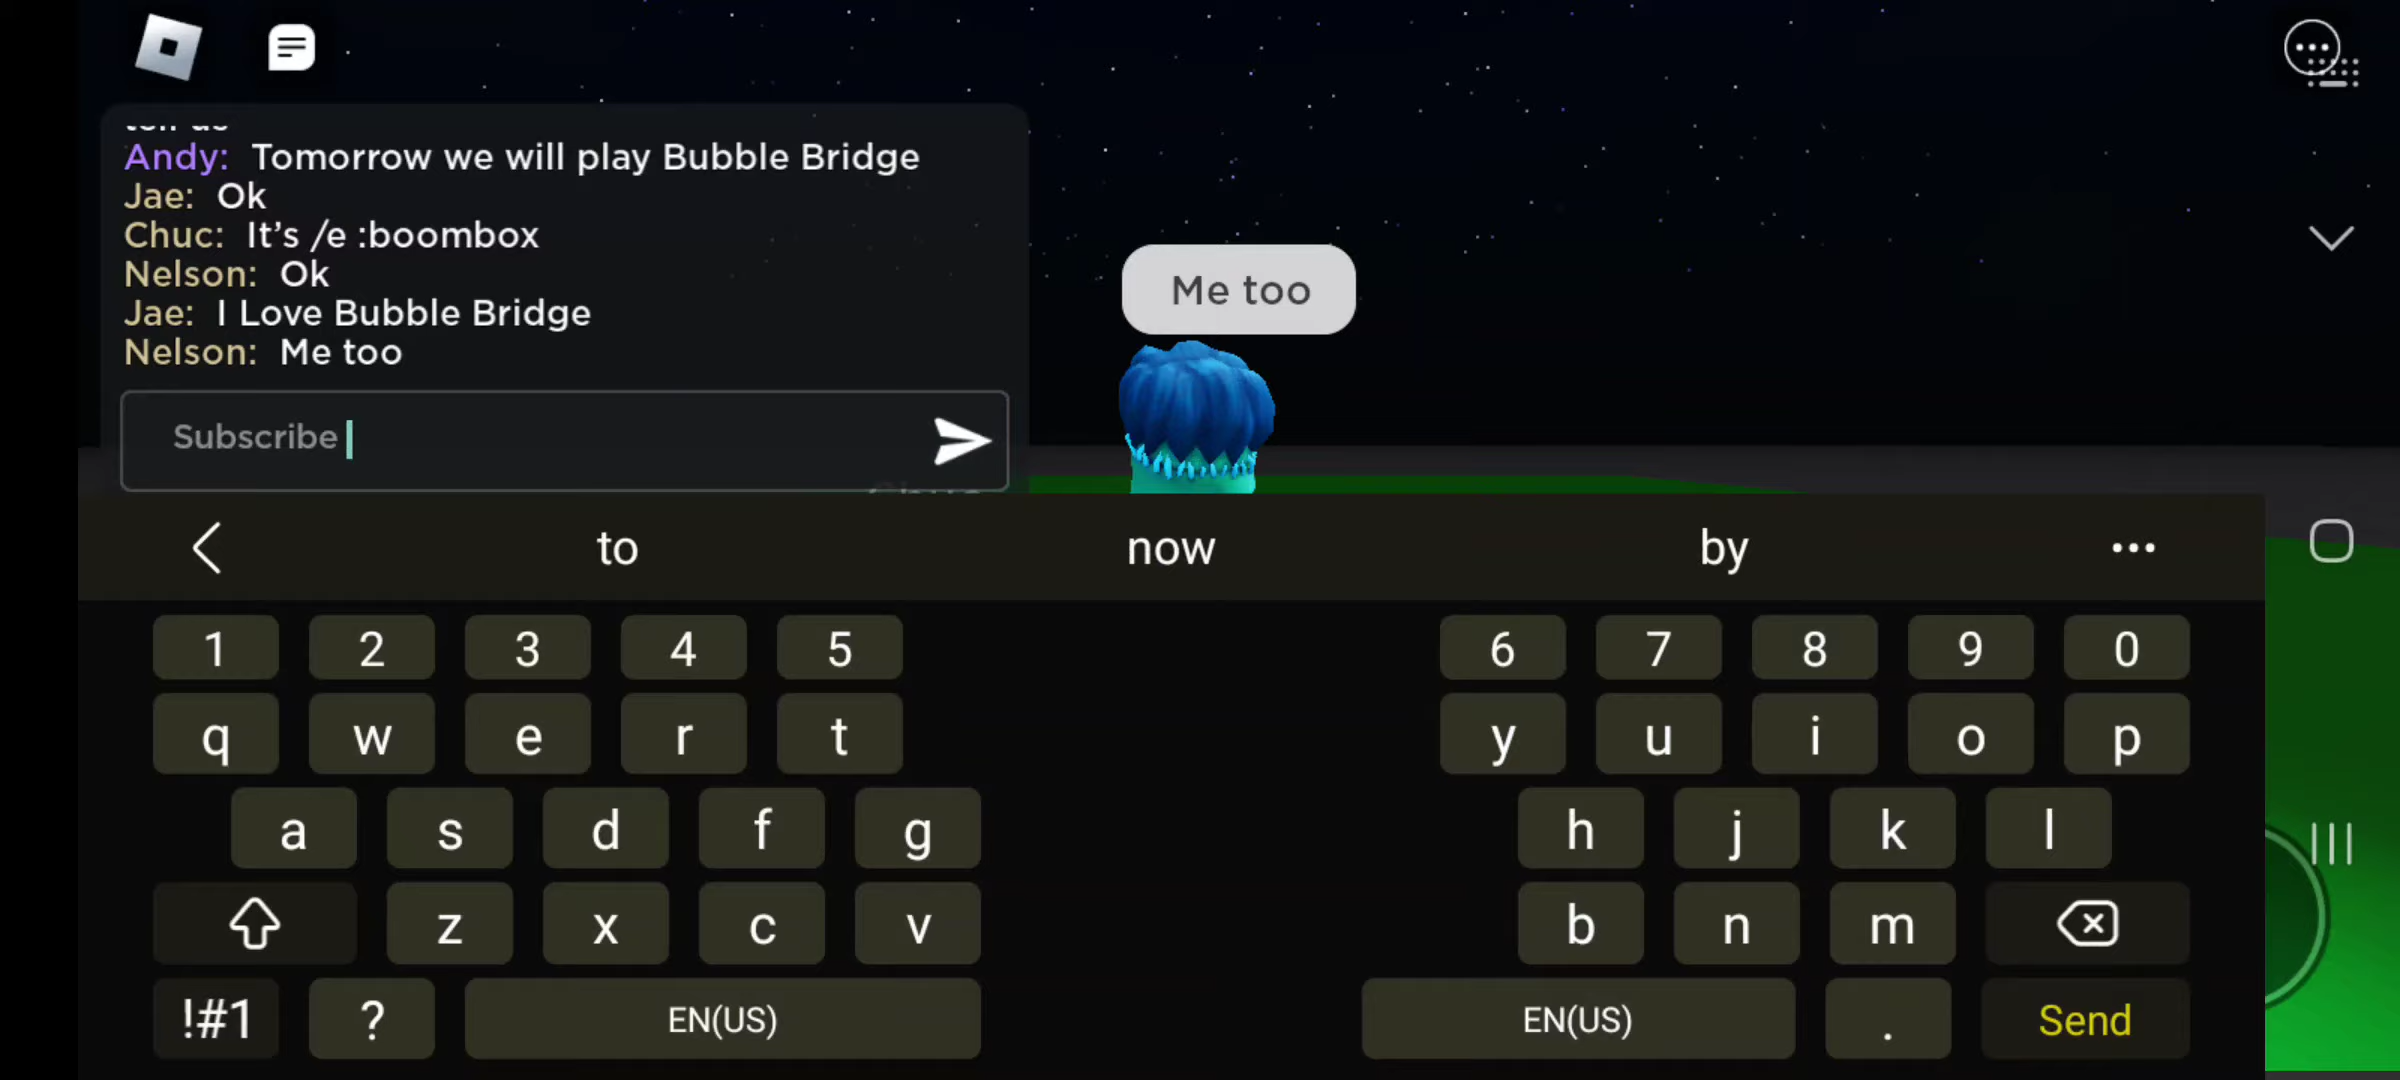 Andy: Tomorrow we will play Bubble Bridge
Jae: Ok
Chuc: It's /e :boombox
Nelson: Ok
Jae: I Love Bubble Bridge
Nelson: Me too
Me too
Subscribe
to now by
1 2 3 4 5 6 7 8 9 0
q w e r t y u i o p
a s d f g h j k l
z x c v b n m
!#1 ? EN(US) EN(US) . Send